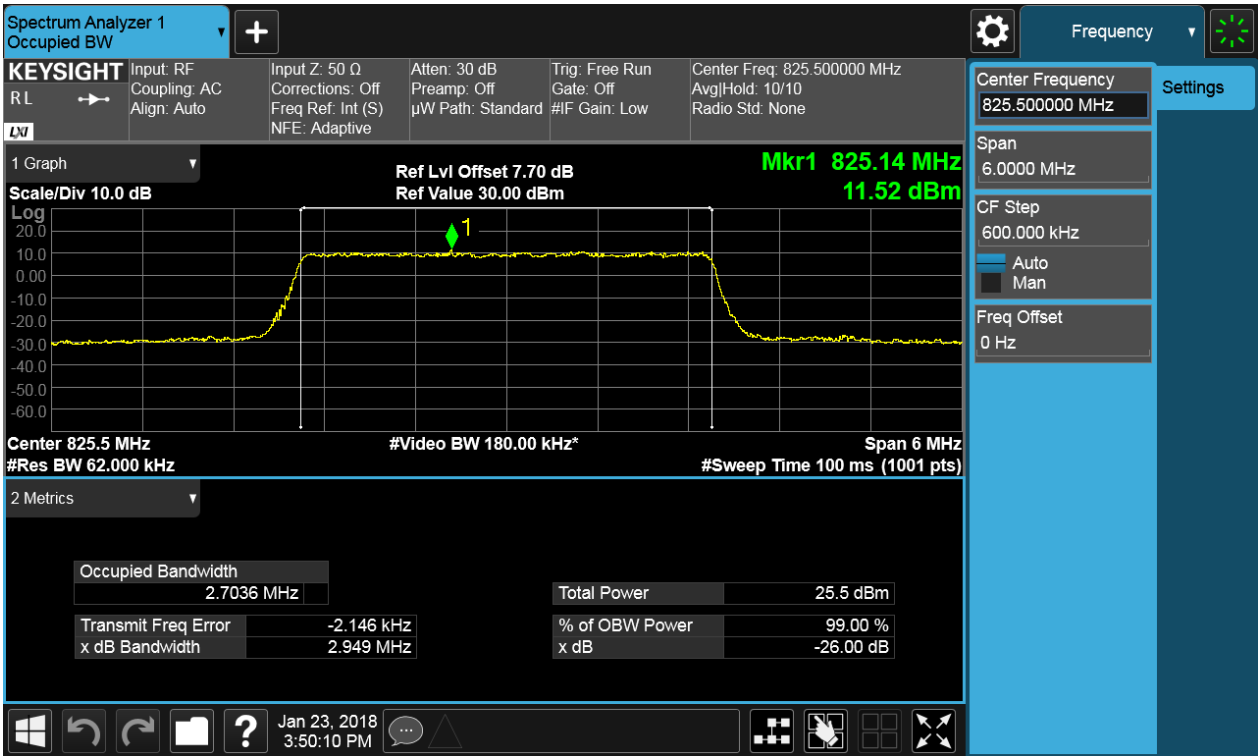 Spectrum Analyzer 1
Occupied BW
Frequency
KEYSIGHT
R L
LXI
Input: RF
Coupling: AC
Align: Auto
Input Z: 50 Ω
Corrections: Off
Freq Ref: Int (S)
NFE: Adaptive
Atten: 30 dB
Preamp: Off
µW Path: Standard
Trig: Free Run
Gate: Off
#IF Gain: Low
Center Freq: 825.500000 MHz
Avg|Hold: 10/10
Radio Std: None
Center Frequency
825.500000 MHz
Settings
Span
6.0000 MHz
CF Step
600.000 kHz
Auto
Man
Freq Offset
0 Hz
1 Graph
Scale/Div 10.0 dB
Ref Lvl Offset 7.70 dB
Ref Value 30.00 dBm
Mkr1 825.14 MHz
11.52 dBm
Log
20.0
10.0
0.00
-10.0
-20.0
-30.0
-40.0
-50.0
-60.0
1
Center 825.5 MHz
#Video BW 180.00 kHz*
Span 6 MHz
#Res BW 62.000 kHz
#Sweep Time 100 ms (1001 pts)
2 Metrics
Occupied Bandwidth
2.7036 MHz
Total Power 25.5 dBm
Transmit Freq Error -2.146 kHz
% of OBW Power 99.00 %
x dB Bandwidth 2.949 MHz
x dB -26.00 dB
?
Jan 23, 2018
3:50:10 PM